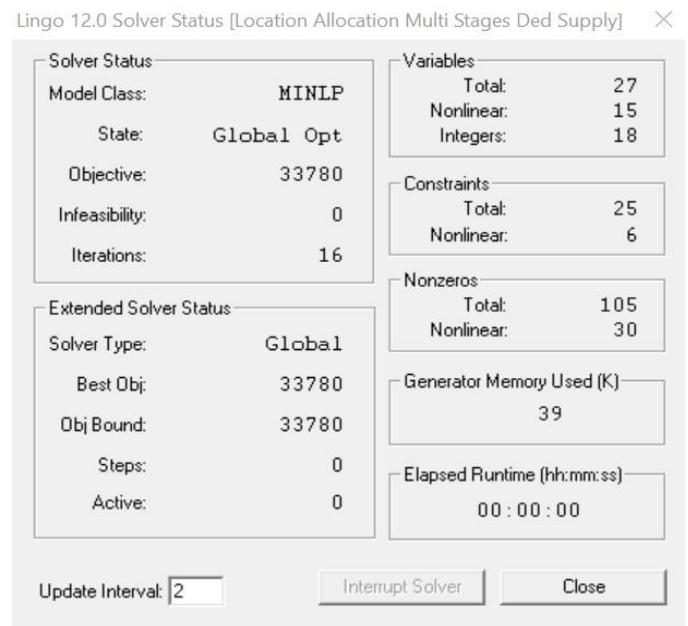 Lingo 12.0 Solver Status [Location Allocation Multi Stages Ded Supply]
Solver Status
Model Class: MINLP
State: Global Opt
Objective: 33780
Infeasibility: 0
Iterations: 16
Extended Solver Status
Solver Type: Global
Best Obj: 33780
Obj Bound: 33780
Steps: 0
Active: 0
Variables
Total: 27
Nonlinear: 15
Integers: 18
Constraints
Total: 25
Nonlinear: 6
Nonzeros
Total: 105
Nonlinear: 30
Generator Memory Used (K)
39
Elapsed Runtime (hh:mm:ss)
00:00:00
Update Interval: 2
Interrupt Solver
Close